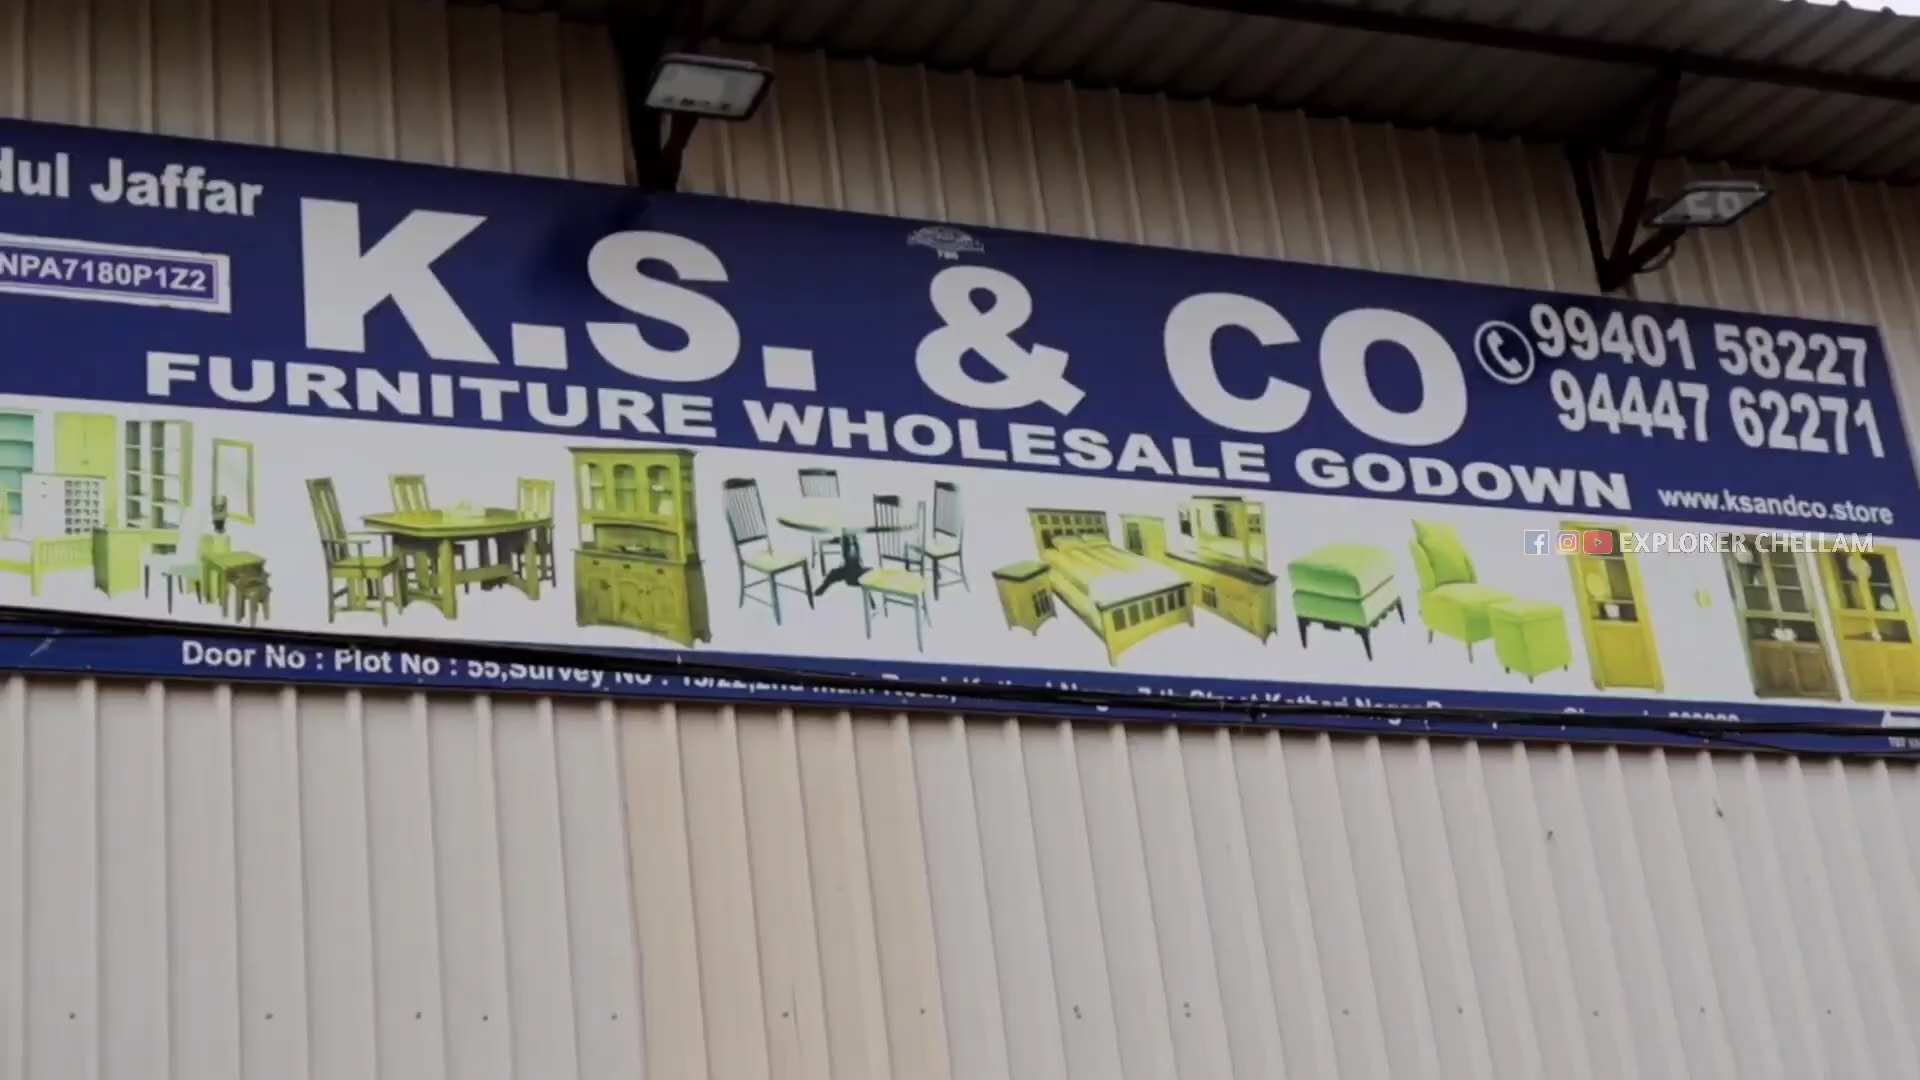 Jaffar
NPA7180P1Z2
K.S. & CO
99401 58227
94447 62271
FURNITURE WHOLESALE GODOWN
www.ksandco.store
EXPLORER CHELLAM
Door No : Plot No : 55,Survey No :